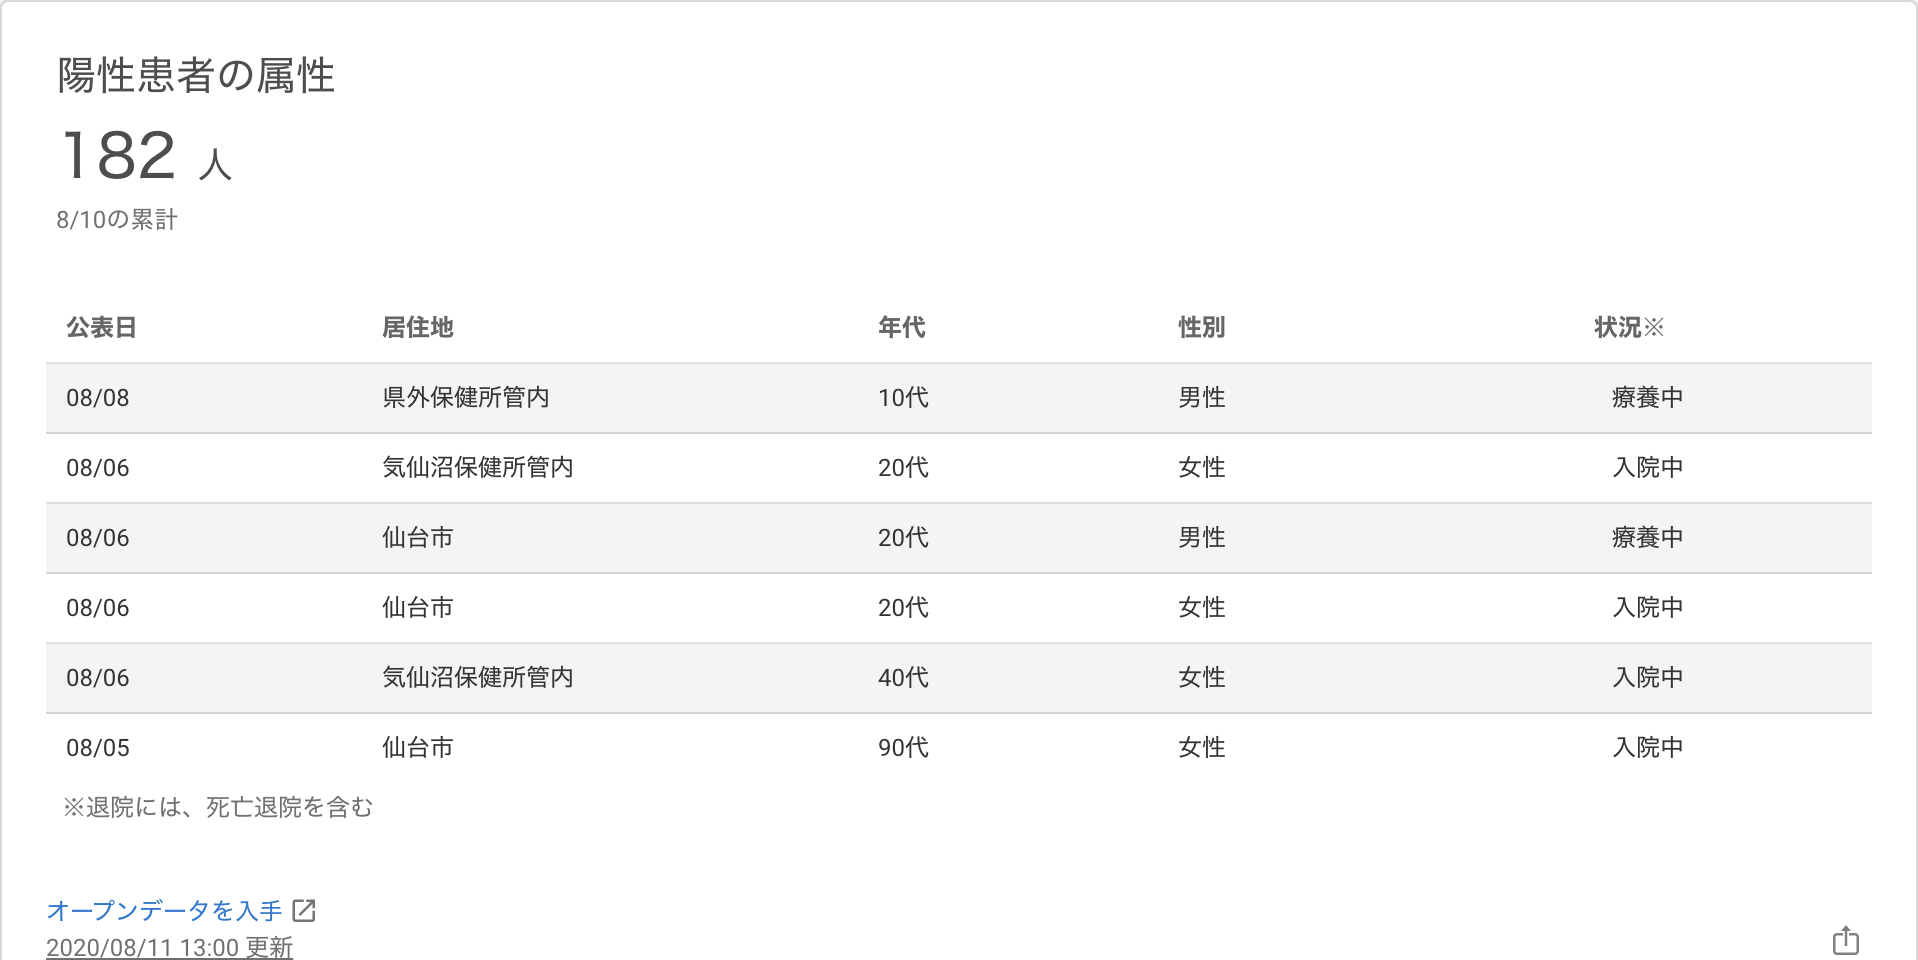 陽性患者の属性
182 人
8/10の累計
公表日 居住地 年代 性別 状況※
08/08 県外保健所管内 10代 男性 療養中
08/06 気仙沼保健所管内 20代 女性 入院中
08/06 仙台市 20代 男性 療養中
08/06 仙台市 20代 女性 入院中
08/06 気仙沼保健所管内 40代 女性 入院中
08/05 仙台市 90代 女性 入院中
※退院には、死亡退院を含む
オープンデータを入手
2020/08/11 13:00 更新